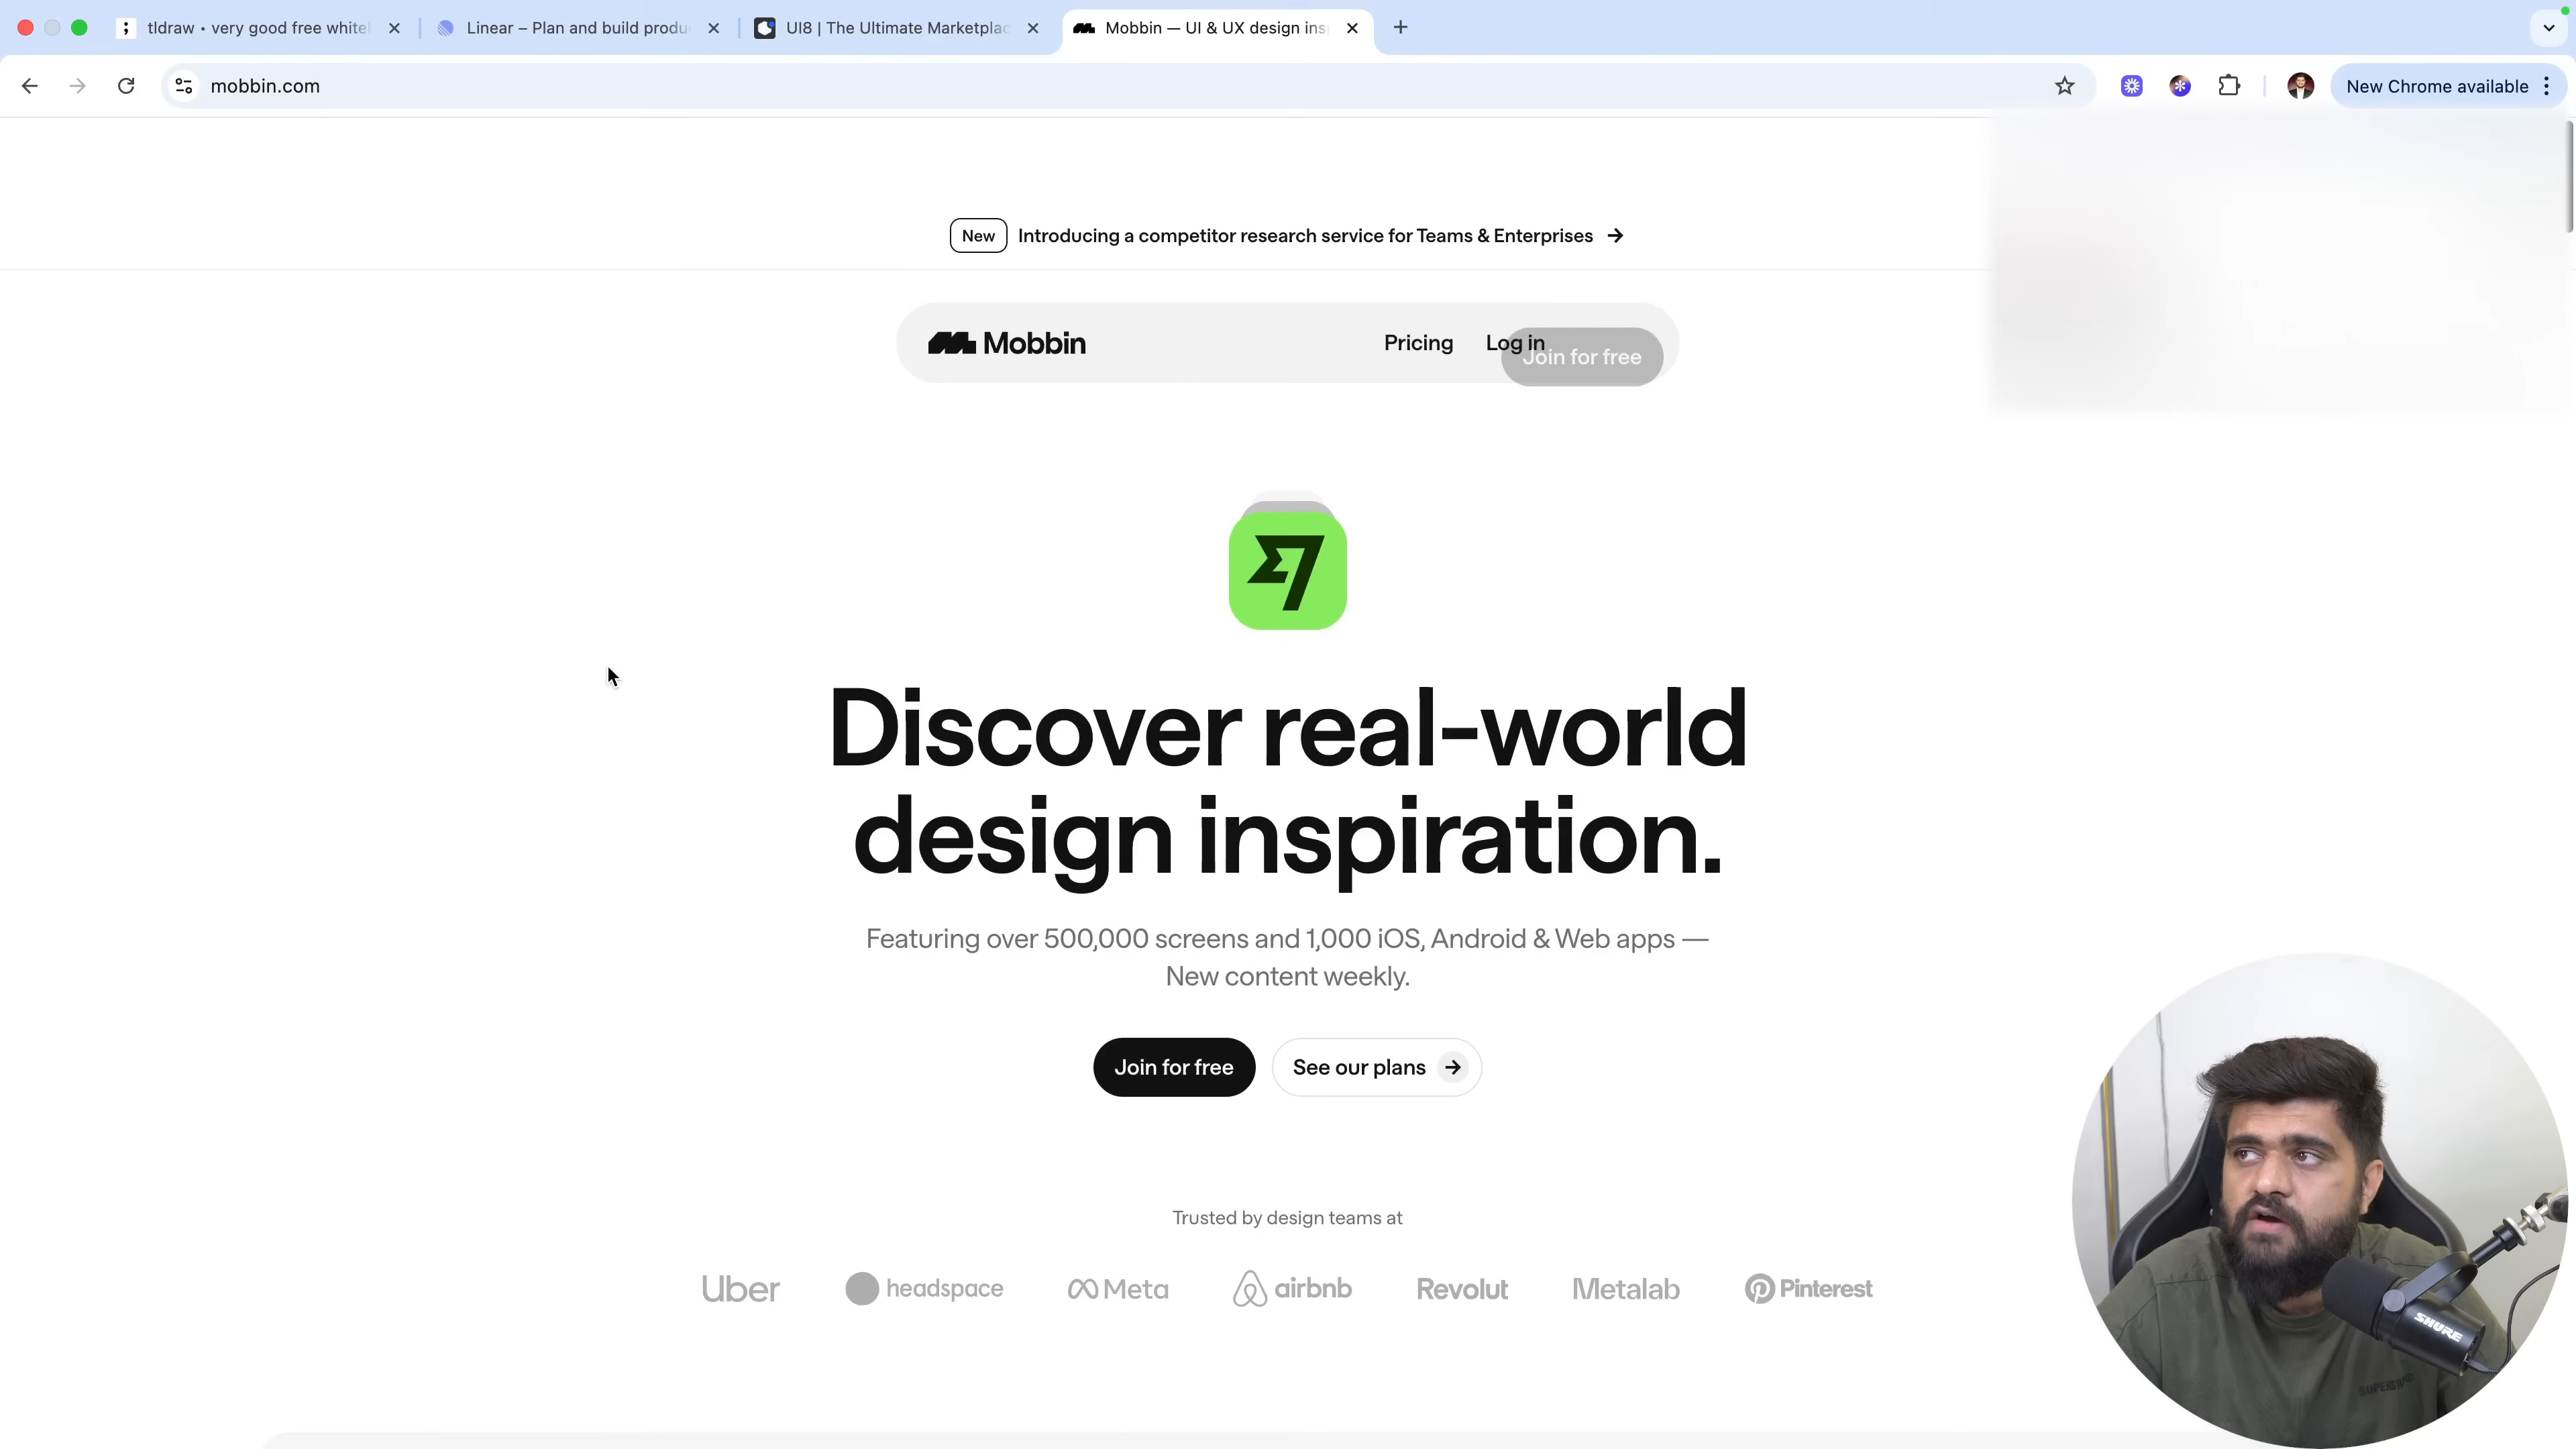 tldraw • very good free white
Linear – Plan and build produ
UI8 | The Ultimate Marketplac
Mobbin — UI & UX design ins
mobbin.com
New Chrome available
New
Introducing a competitor research service for Teams & Enterprises
Mobbin
Pricing
Log in
Join for free
Discover real-world
design inspiration.
Featuring over 500,000 screens and 1,000 iOS, Android & Web apps —
New content weekly.
Join for free
See our plans
Trusted by design teams at
Uber
headspace
Meta
airbnb
Revolut
Metalab
Pinterest
SHURE